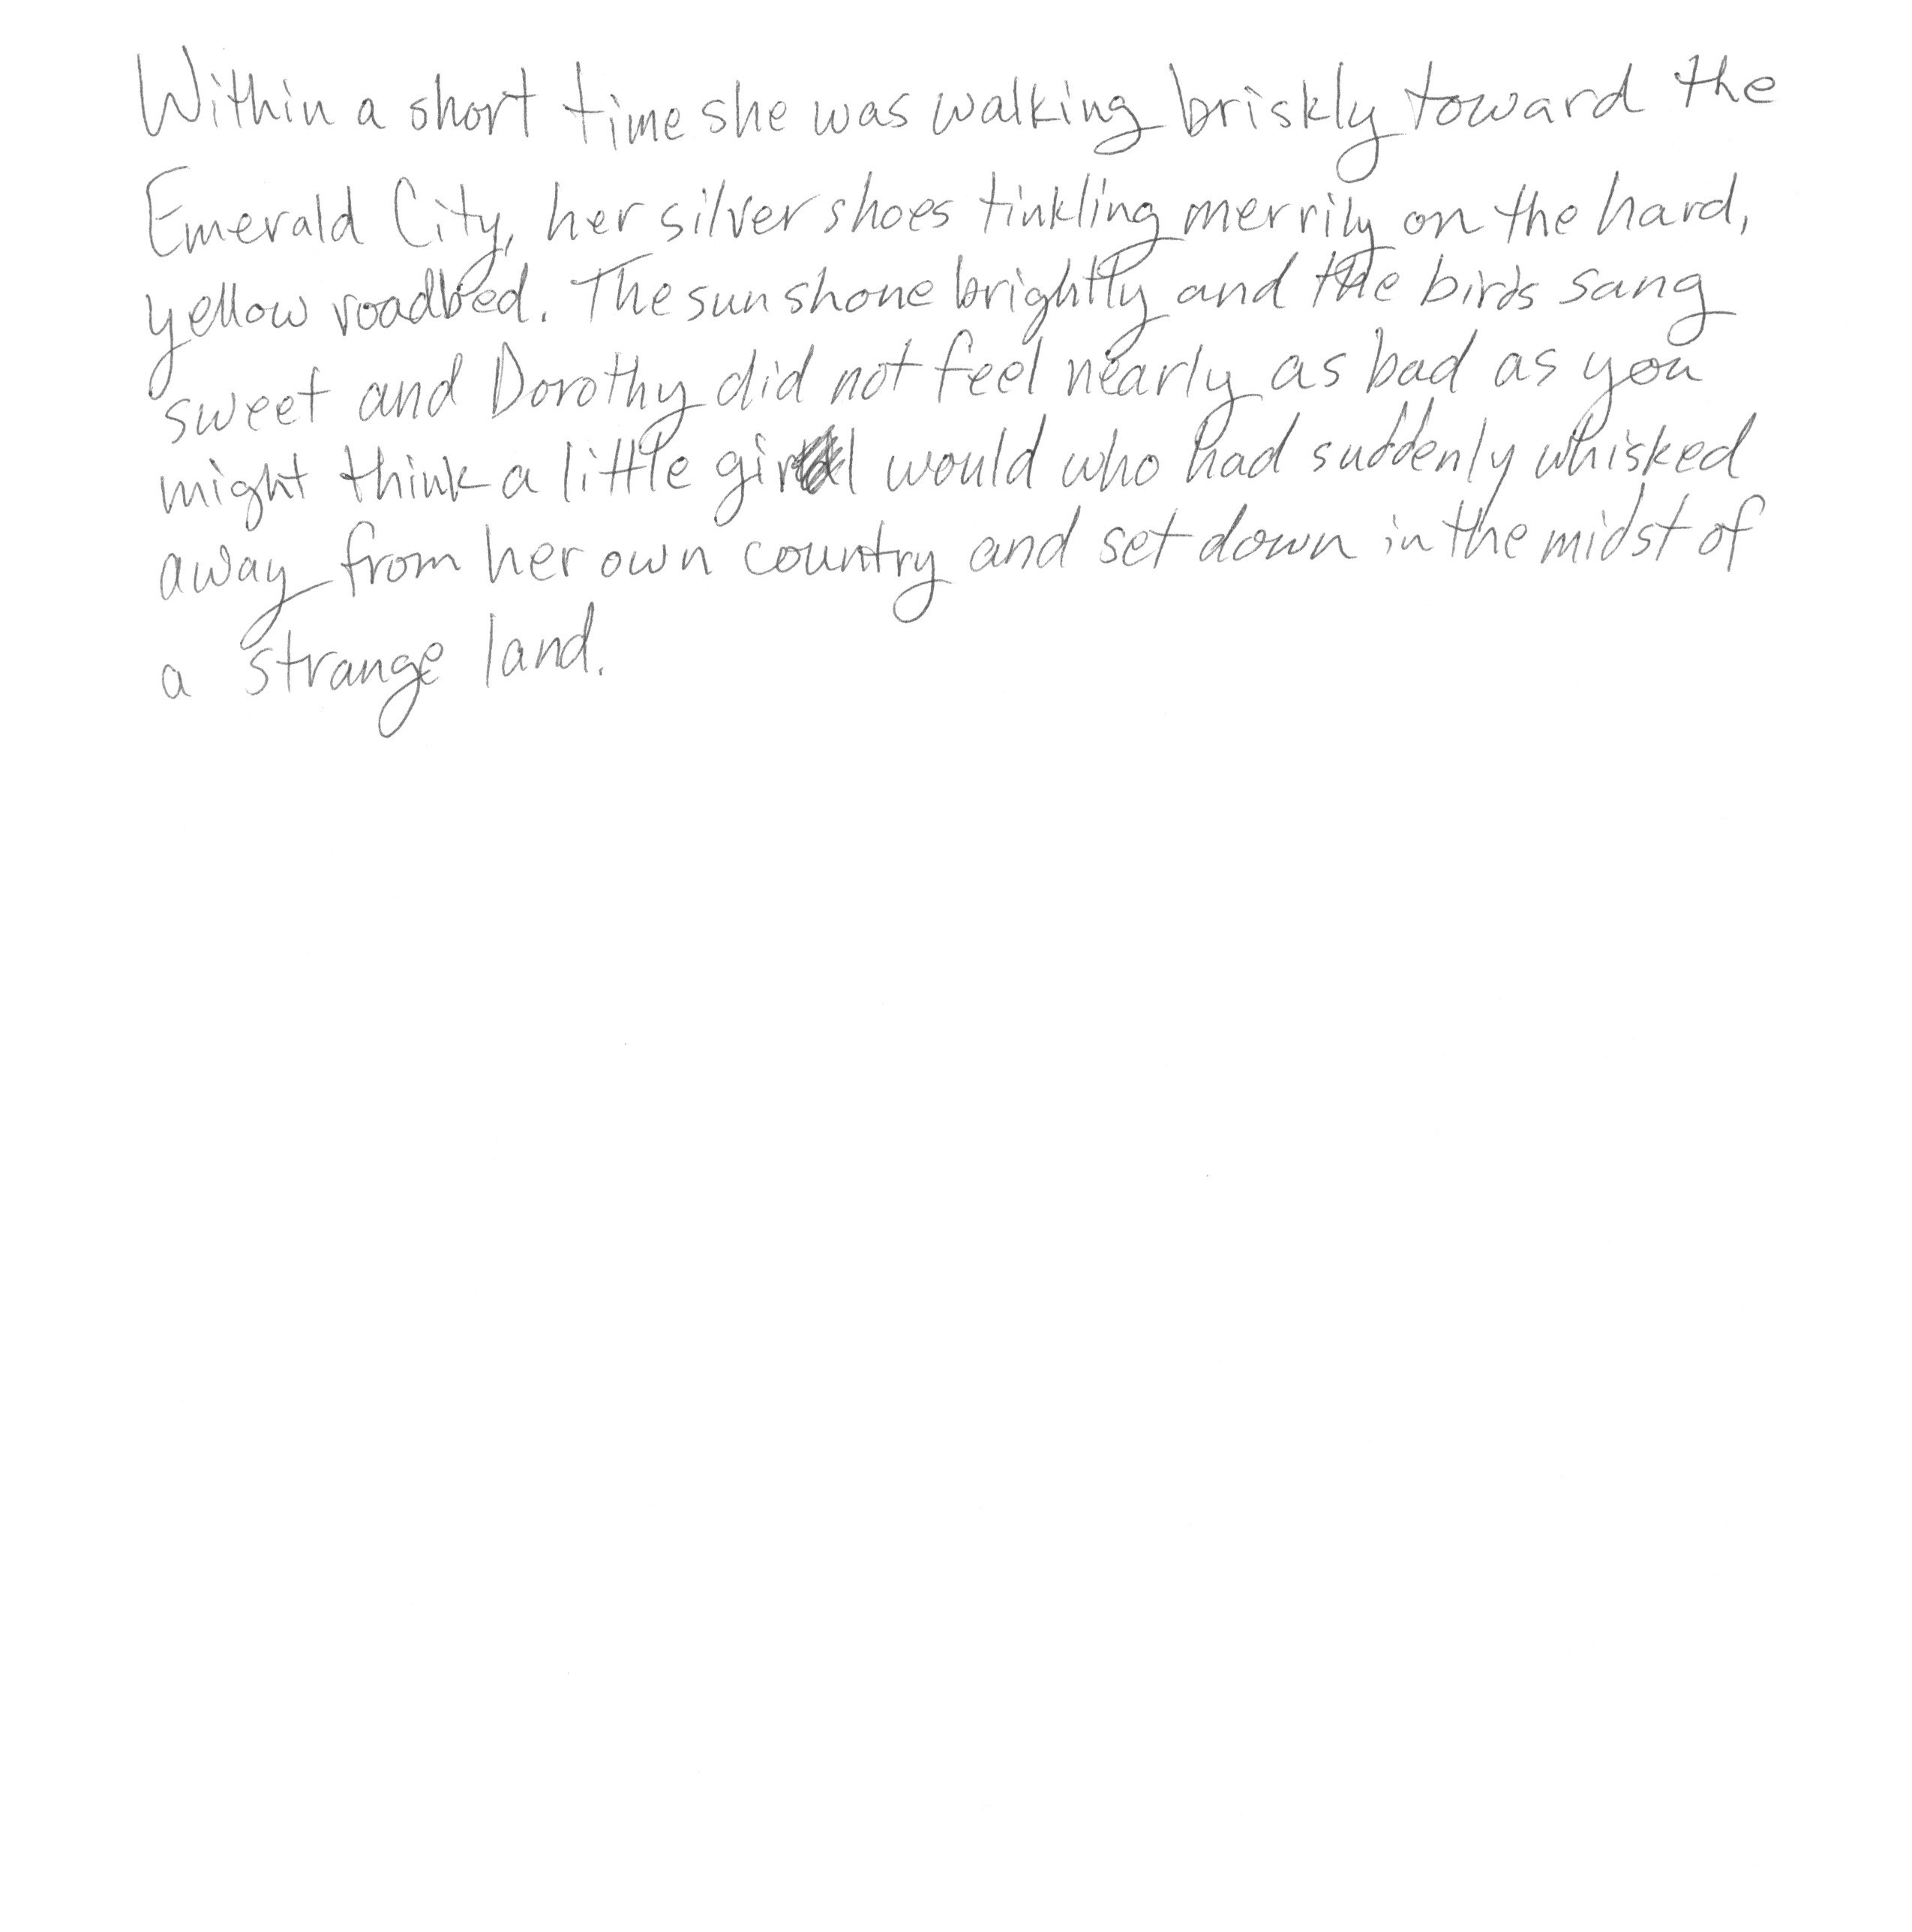 Within a short time she was walking briskly toward the
Emerald City, her silver shoes tinkling merrily on the hard,
yellow roadbed. The sun shone brightly and the birds sang
sweet and Dorothy did not feel nearly as bad as you
might think a little girl would who had suddenly whisked
away from her own country and set down in the midst of
a strange land.